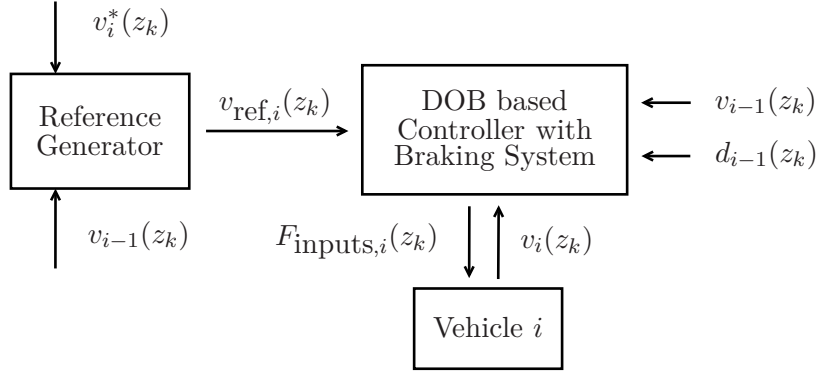 v_i^*(z_k)
Reference
Generator
v_{i-1}(z_k)
v_{ref,i}(z_k)
DOB based
Controller with
Braking System
v_{i-1}(z_k)
d_{i-1}(z_k)
F_{inputs,i}(z_k)
v_i(z_k)
Vehicle i